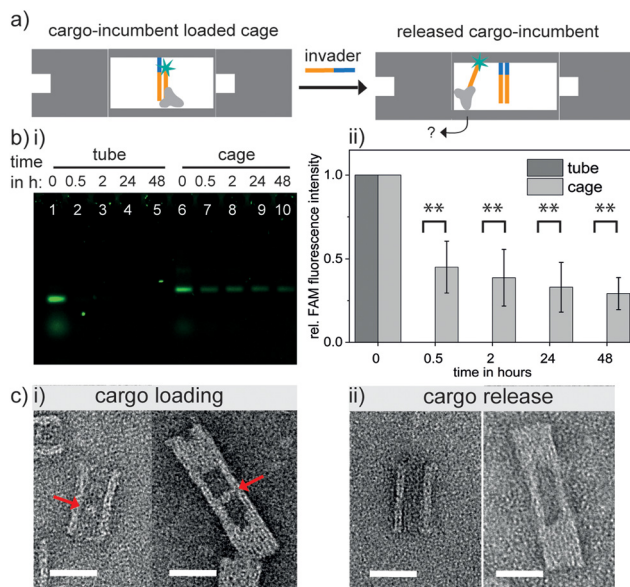 a)
cargo-incumbent loaded cage
invader
released cargo-incumbent
?
b) i)
time
tube
cage
in h: 0 0.5 2 24 48 0 0.5 2 24 48
1 2 3 4 5 6 7 8 9 10
ii)
rel. FAM fluorescence intensity
1.0
0.5
0.0
tube
cage
** ** ** **
0 0.5 2 24 48
time in hours
c) i)
cargo loading
ii)
cargo release